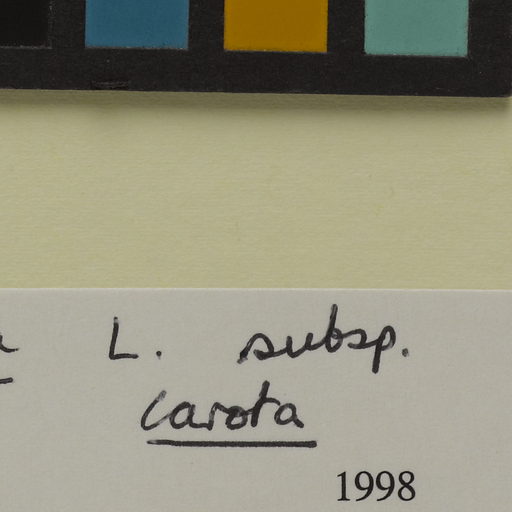 L. subsp.
carota
1998